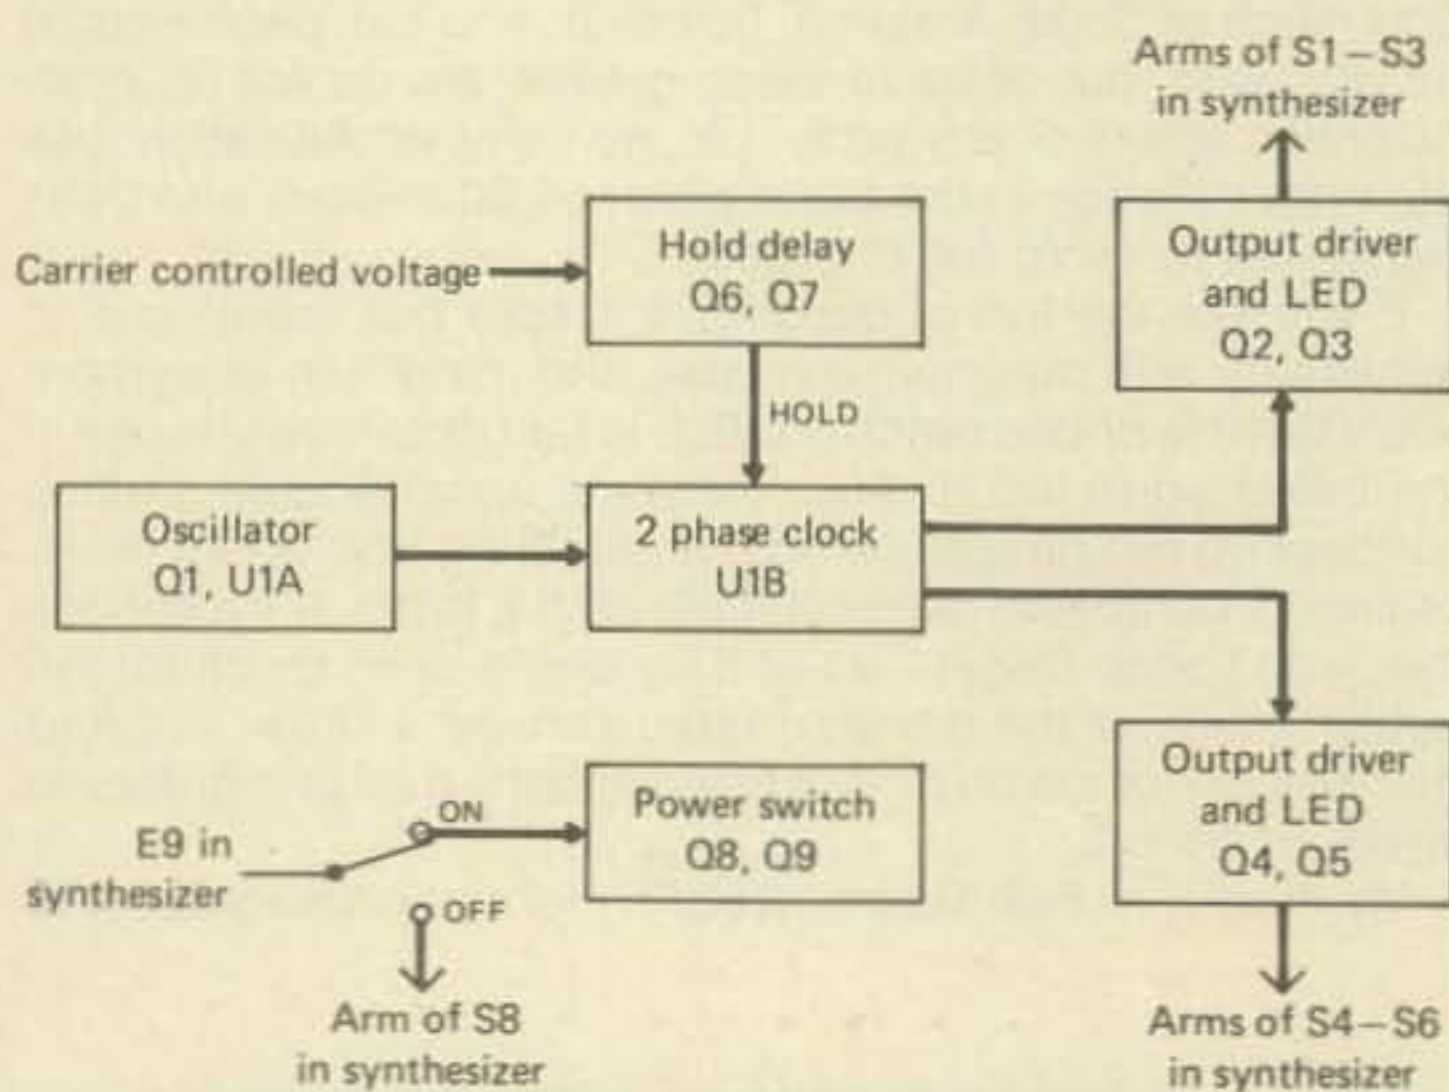 Arms of S1–S3
in synthesizer
Carrier controlled voltage
Hold delay
Q6, Q7
Output driver
and LED
Q2, Q3
HOLD
Oscillator
Q1, U1A
2 phase clock
U1B
E9 in
synthesizer
ON
OFF
Power switch
Q8, Q9
Output driver
and LED
Q4, Q5
Arm of S8
in synthesizer
Arms of S4–S6
in synthesizer